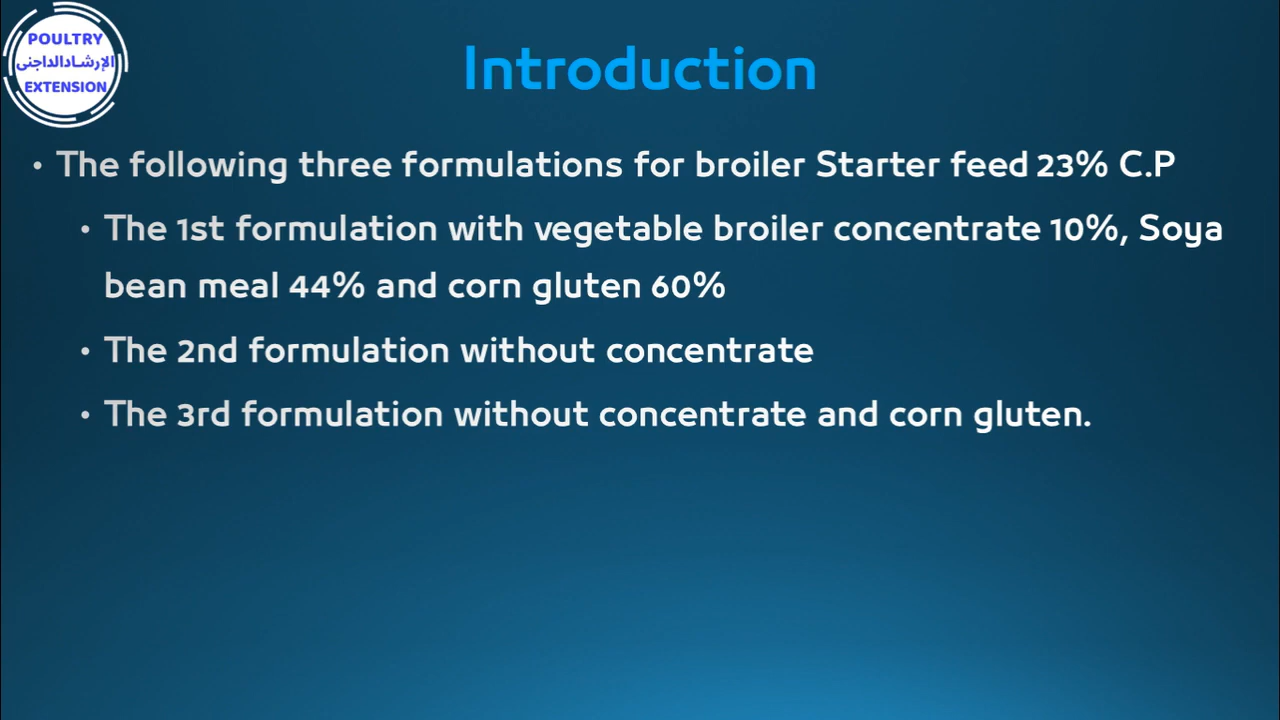 POULTRY
الإرشادالداجنى
EXTENSION
Introduction
• The following three formulations for broiler Starter feed 23% C.P
• The 1st formulation with vegetable broiler concentrate 10%, Soya
bean meal 44% and corn gluten 60%
• The 2nd formulation without concentrate
• The 3rd formulation without concentrate and corn gluten.